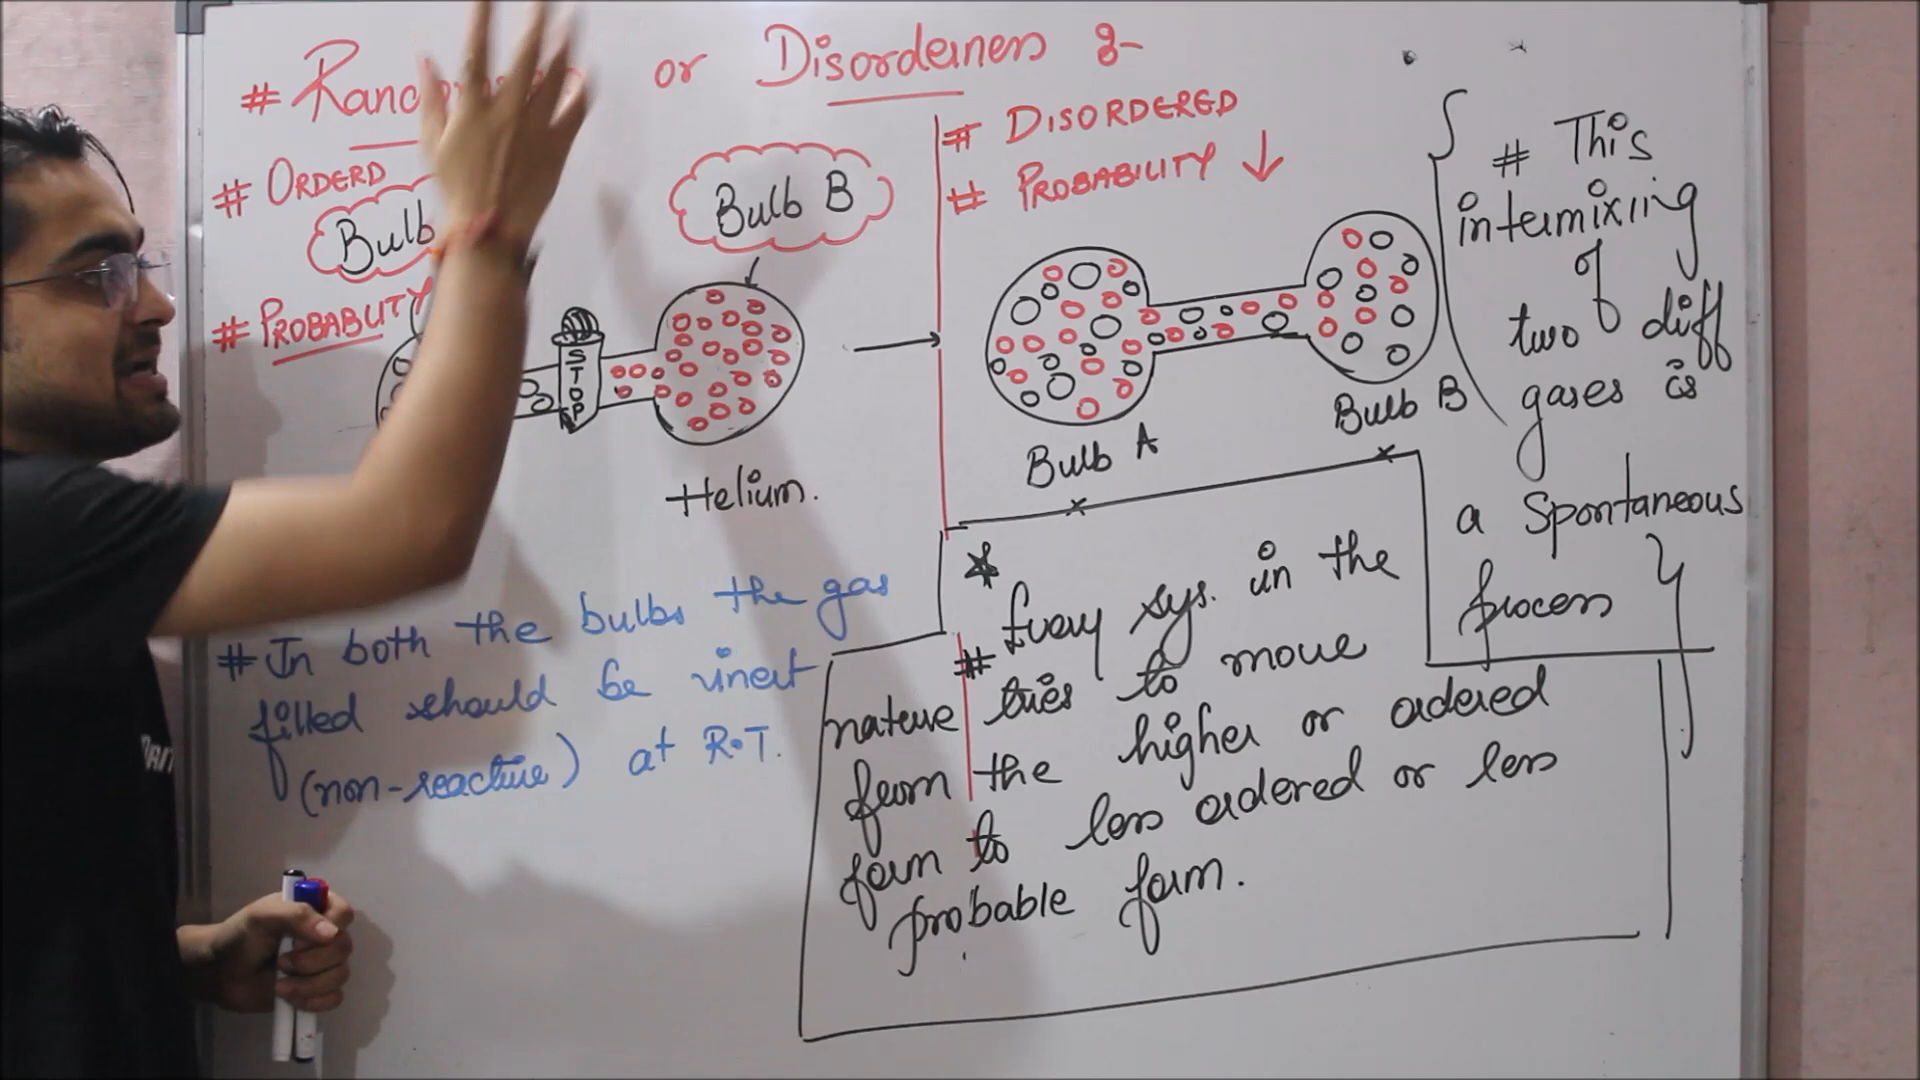 # or Disorderness :-
# ORDERD
Bulb
# PROBABLITY
Bulb B
STOP
Helium.
# In both the bulbs the gas
filled should be inert
(non-reactive) at R.T.
# DISORDERED
# PROBABILITY ↓
Bulb A
Bulb B
# This
intermixing
of
two diff
gases is
a Spontaneous
process }
* # Every sys. in the
nature tries to move
from the higher or ordered
form to less ordered or less
probable form.